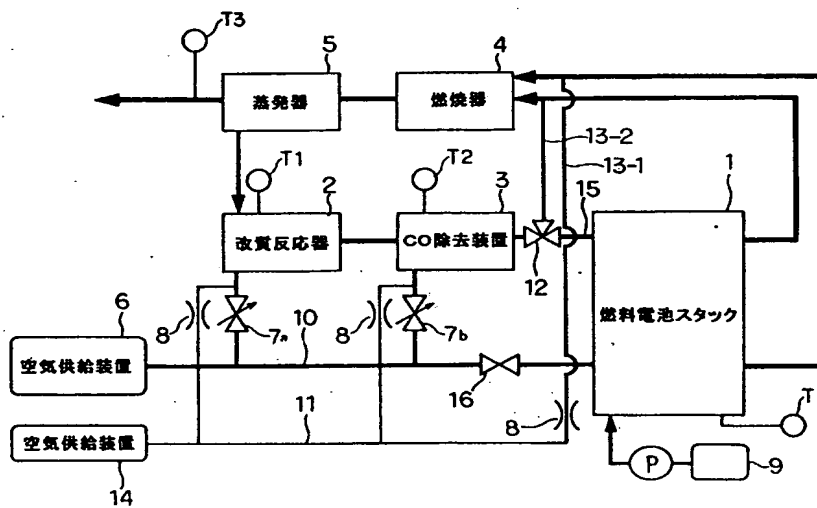 T3
5
4
蒸発器
燃焼器
13-2
13-1
T1
2
T2
3
15
1
改質反応器
CO除去装置
12
燃料電池スタック
6
8
7a
8
7b
10
空気供給装置
16
8
T
11
空気供給装置
14
P
9